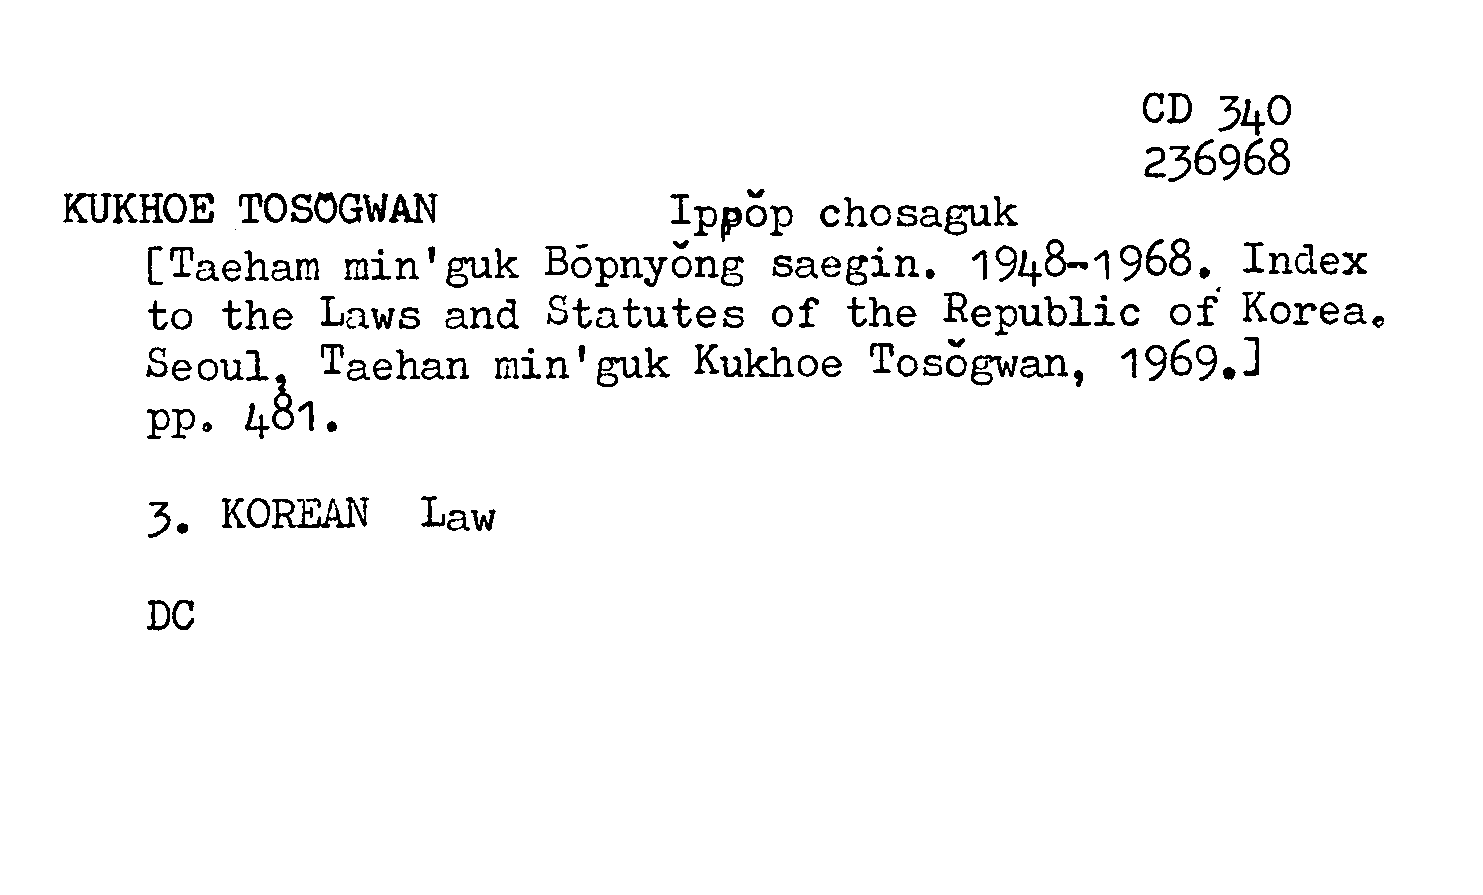 CD 340
236968
KUKHOE TOSŎGWAN Ippŏp chosaguk
[Taeham min'guk Bŏpnyŏng saegin. 1948-1968. Index
to the Laws and Statutes of the Republic of Korea.
Seoul, Taehan min'guk Kukhoe Tosŏgwan, 1969.]
pp. 481.
3. KOREAN Law
DC